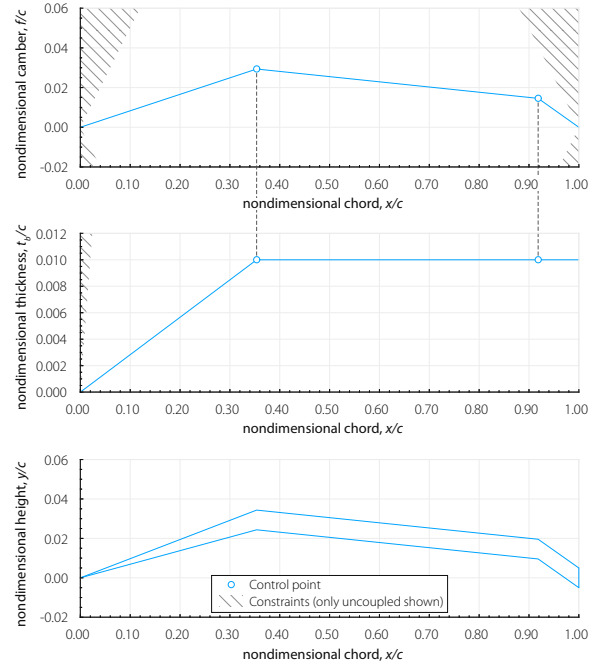 nondimensional camber, f/c
0.06
0.04
0.02
0.00
-0.02
0.00 0.10 0.20 0.30 0.40 0.50 0.60 0.70 0.80 0.90 1.00
nondimensional chord, x/c
nondimensional thickness, t_b/c
0.012
0.010
0.008
0.006
0.004
0.002
0.000
0.00 0.10 0.20 0.30 0.40 0.50 0.60 0.70 0.80 0.90 1.00
nondimensional chord, x/c
nondimensional height, y/c
0.06
0.04
0.02
0.00
-0.02
Control point
Constraints (only uncoupled shown)
0.00 0.10 0.20 0.30 0.40 0.50 0.60 0.70 0.80 0.90 1.00
nondimensional chord, x/c